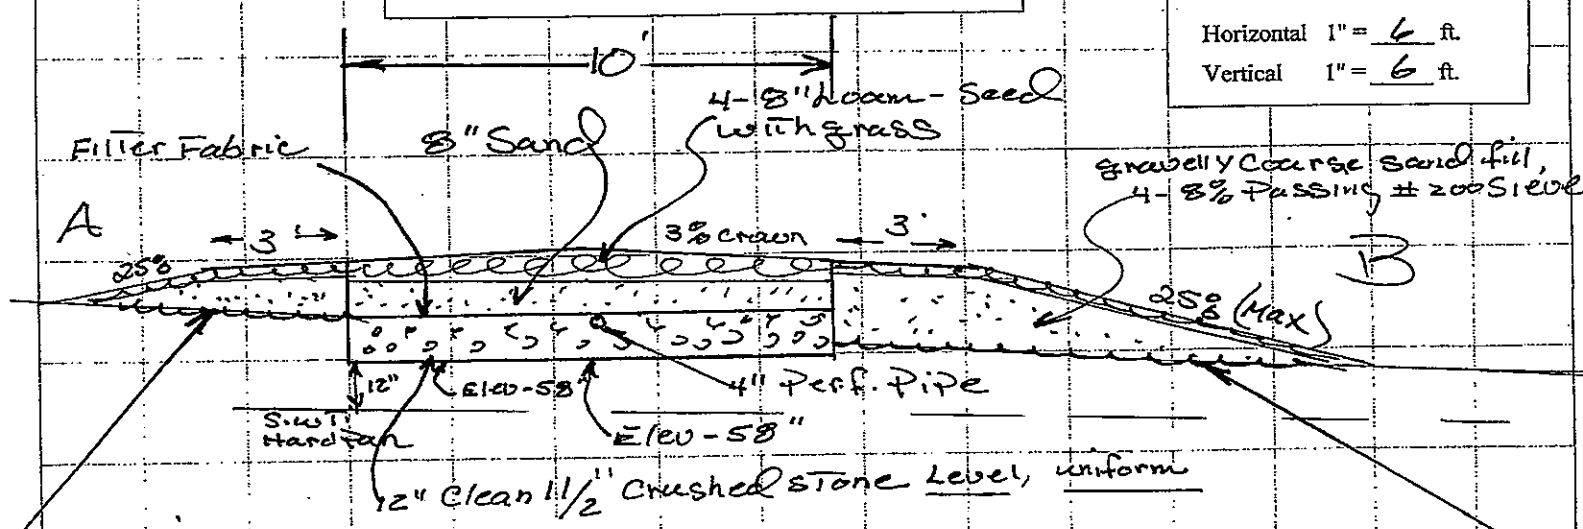 Horizontal 1" = 6 ft.
Vertical 1" = 6 ft.
10'
4-8" Loam-Seed
with grass
Filter Fabric
8" Sand
gravelly Coarse sand fill,
4-8% Passing #200 Sieve
A
3'
3% crown
3'
B
25%
25% (Max)
12"
Elev-58"
4" Perf. Pipe
S.W.T.
Hardpan
Elev-58"
12" Clean 1 1/2" Crushed stone Level, uniform